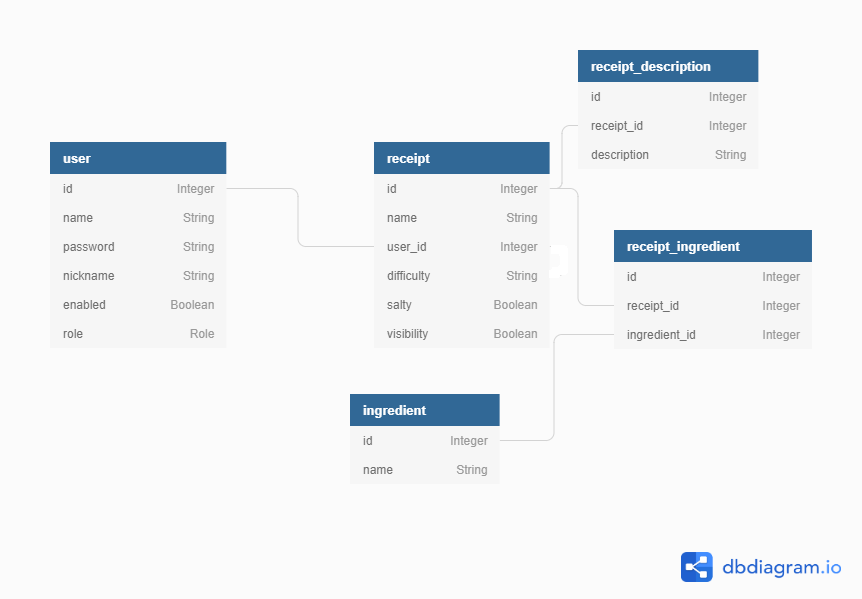 user
id Integer
name String
password String
nickname String
enabled Boolean
role Role
receipt
id Integer
name String
user_id Integer
difficulty String
salty Boolean
visibility Boolean
receipt_description
id Integer
receipt_id Integer
description String
receipt_ingredient
id Integer
receipt_id Integer
ingredient_id Integer
ingredient
id Integer
name String
dbdiagram.io